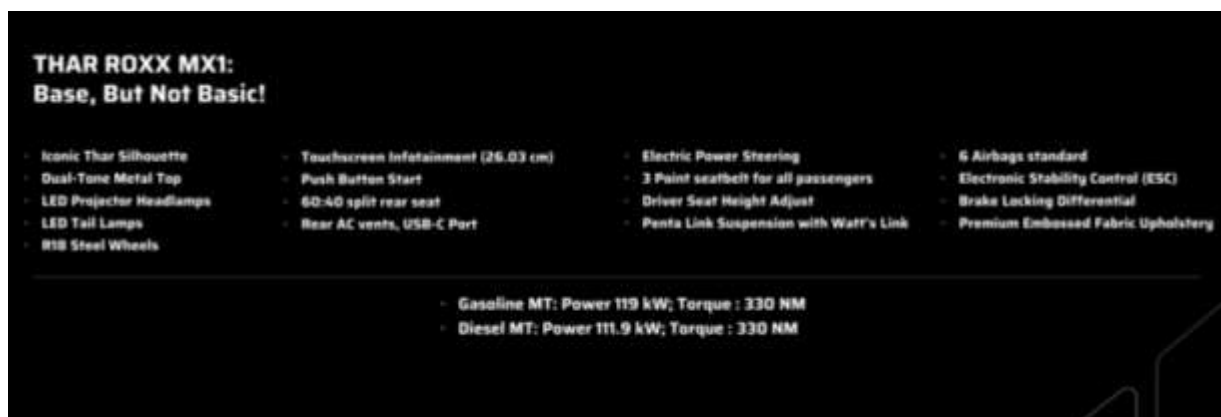 THAR ROXX MX1:
Base, But Not Basic!
Iconic Thar Silhouette
Dual-Tone Metal Top
LED Projector Headlamps
LED Tail Lamps
R18 Steel Wheels
Touchscreen Infotainment (26.03 cm)
Push Button Start
60:40 split rear seat
Rear AC vents, USB-C Port
Electric Power Steering
3 Point seatbelt for all passengers
Driver Seat Height Adjust
Penta Link Suspension with Watt's Link
6 Airbags standard
Electronic Stability Control (ESC)
Brake Locking Differential
Premium Embossed Fabric Upholstery
Gasoline MT: Power 119 kW; Torque : 330 NM
Diesel MT: Power 111.9 kW; Torque : 330 NM